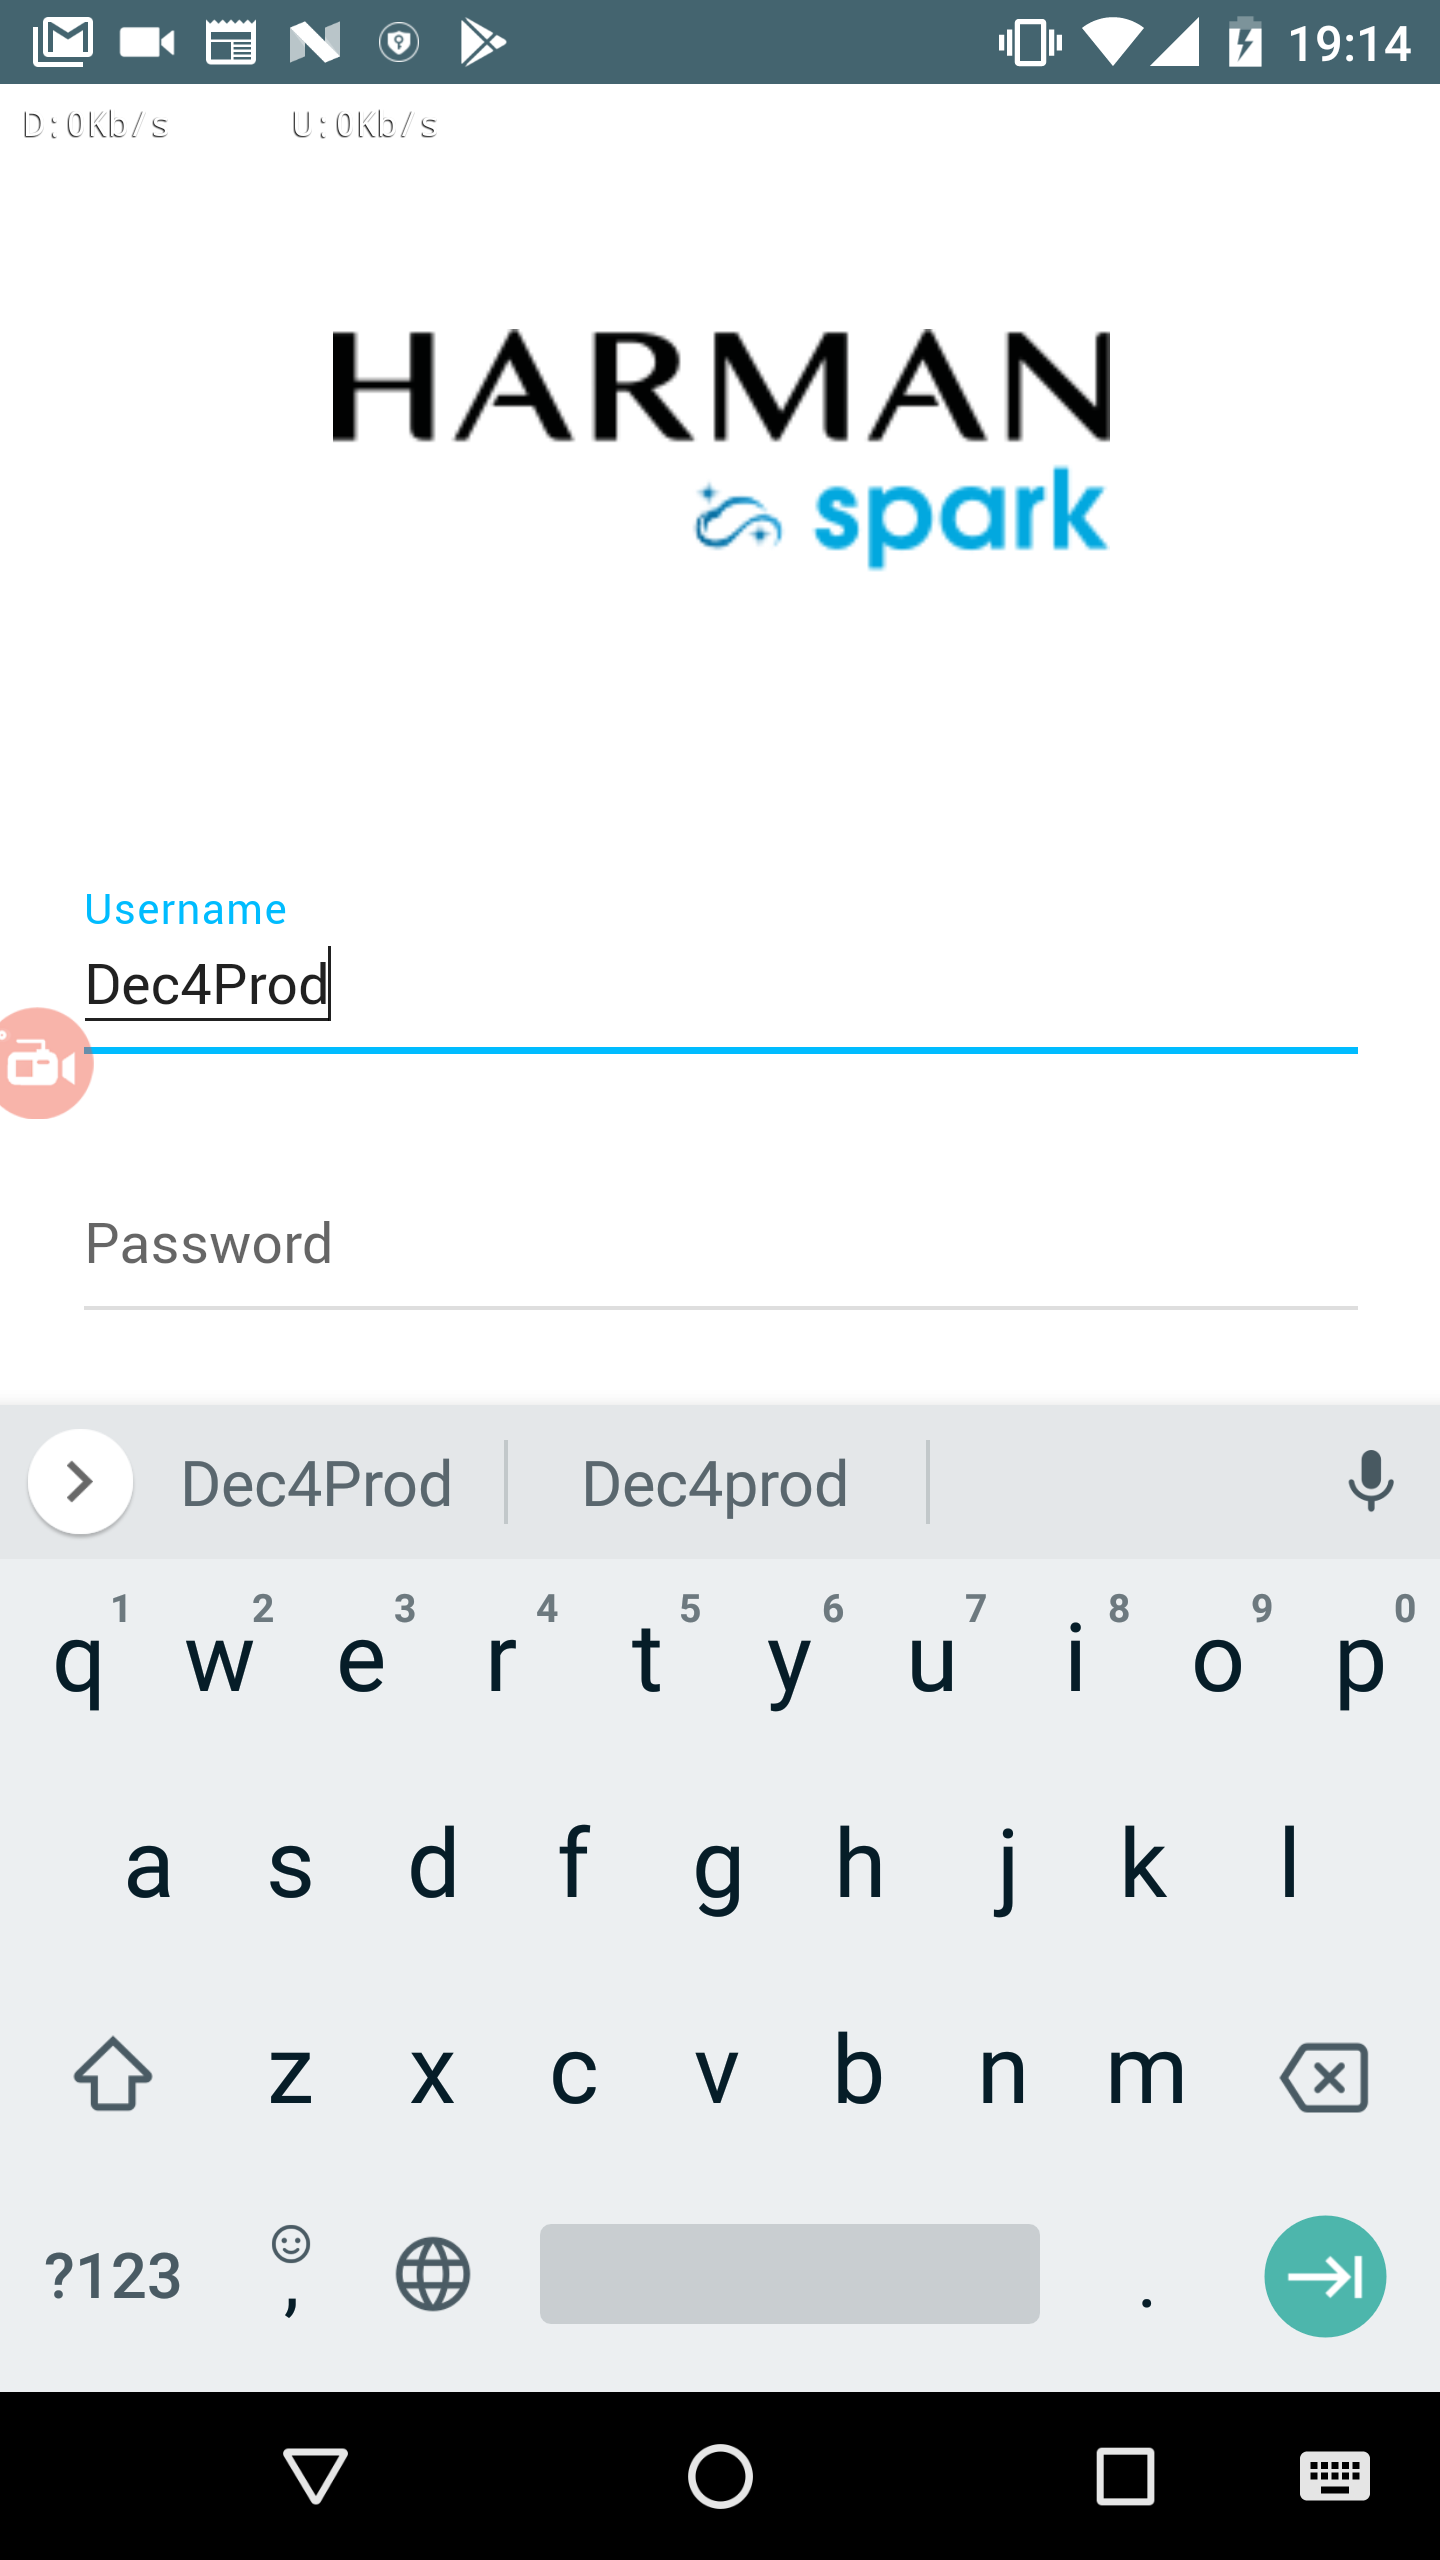 19:14
D:0Kb/s U:0Kb/s
HARMAN
spark
Username
Dec4Prod
Password
Dec4Prod Dec4prod
1 2 3 4 5 6 7 8 9 0
q w e r t y u i o p
a s d f g h j k l
z x c v b n m
?123 , .